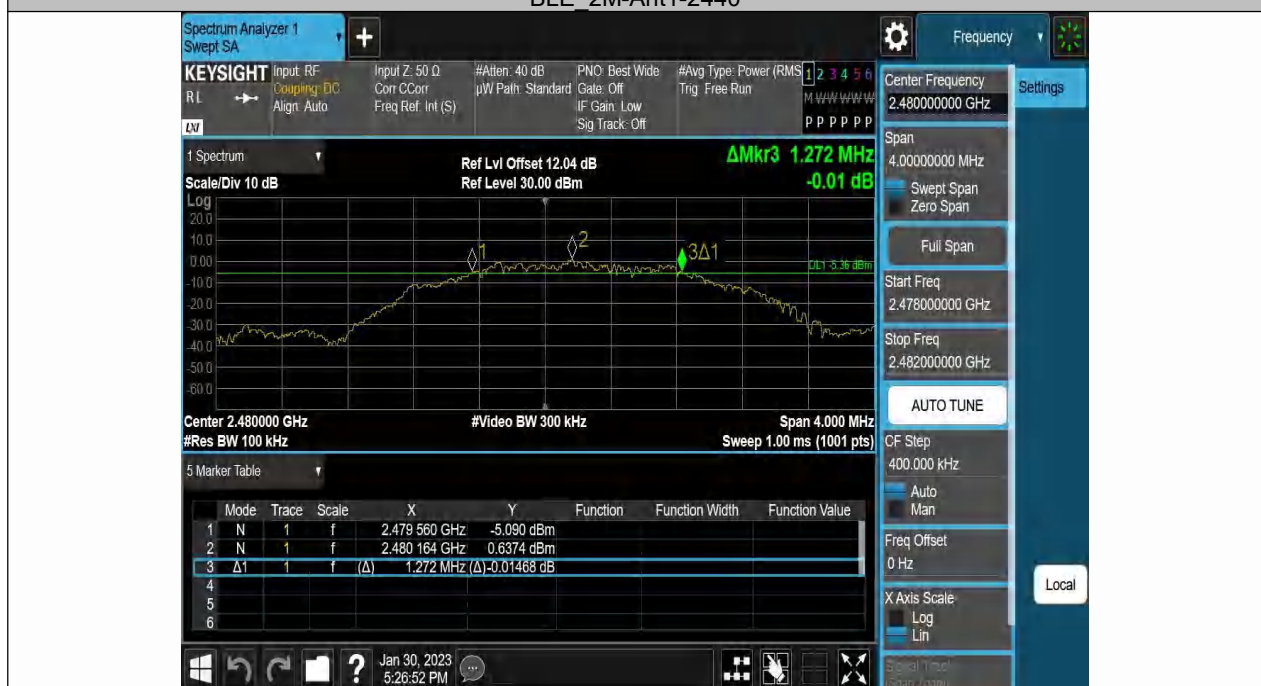 BLE_2M-Ant1-2440
Spectrum Analyzer 1
Swept SA
+
Frequency
KEYSIGHT
RL
LXI
Input: RF
Coupling: DC
Align: Auto
Input Z: 50 Ω
Corr CCorr
Freq Ref: Int (S)
#Atten: 40 dB
µW Path: Standard
PNO: Best Wide
Gate: Off
IF Gain: Low
Sig Track: Off
#Avg Type: Power (RMS
Trig: Free Run
1 2 3 4 5 6
M W W W W W
P P P P P P
Center Frequency
2.480000000 GHz
Settings
Span
4.00000000 MHz
Swept Span
Zero Span
Full Span
Start Freq
2.478000000 GHz
Stop Freq
2.482000000 GHz
AUTO TUNE
CF Step
400.000 kHz
Auto
Man
Freq Offset
0 Hz
X Axis Scale
Log
Lin
Local
1 Spectrum
Scale/Div 10 dB
Log
Ref Lvl Offset 12.04 dB
Ref Level 30.00 dBm
ΔMkr3 1.272 MHz
-0.01 dB
20.0
10.0
0.00
-10.0
-20.0
-30.0
-40.0
-50.0
-60.0
1
2
3Δ1
DL1 -5.36 dBm
Center 2.480000 GHz
#Video BW 300 kHz
Span 4.000 MHz
#Res BW 100 kHz
Sweep 1.00 ms (1001 pts)
5 Marker Table
Mode Trace Scale X Y Function Function Width Function Value
1 N 1 f 2.479 560 GHz -5.090 dBm
2 N 1 f 2.480 164 GHz 0.6374 dBm
3 Δ1 1 f (Δ) 1.272 MHz (Δ) -0.01468 dB
4
5
6
?
Jan 30, 2023
5:26:52 PM